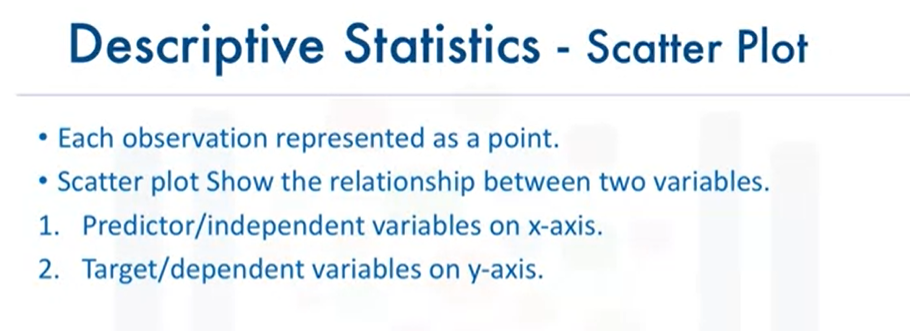 Descriptive Statistics - Scatter Plot
• Each observation represented as a point.
• Scatter plot Show the relationship between two variables.
1. Predictor/independent variables on x-axis.
2. Target/dependent variables on y-axis.